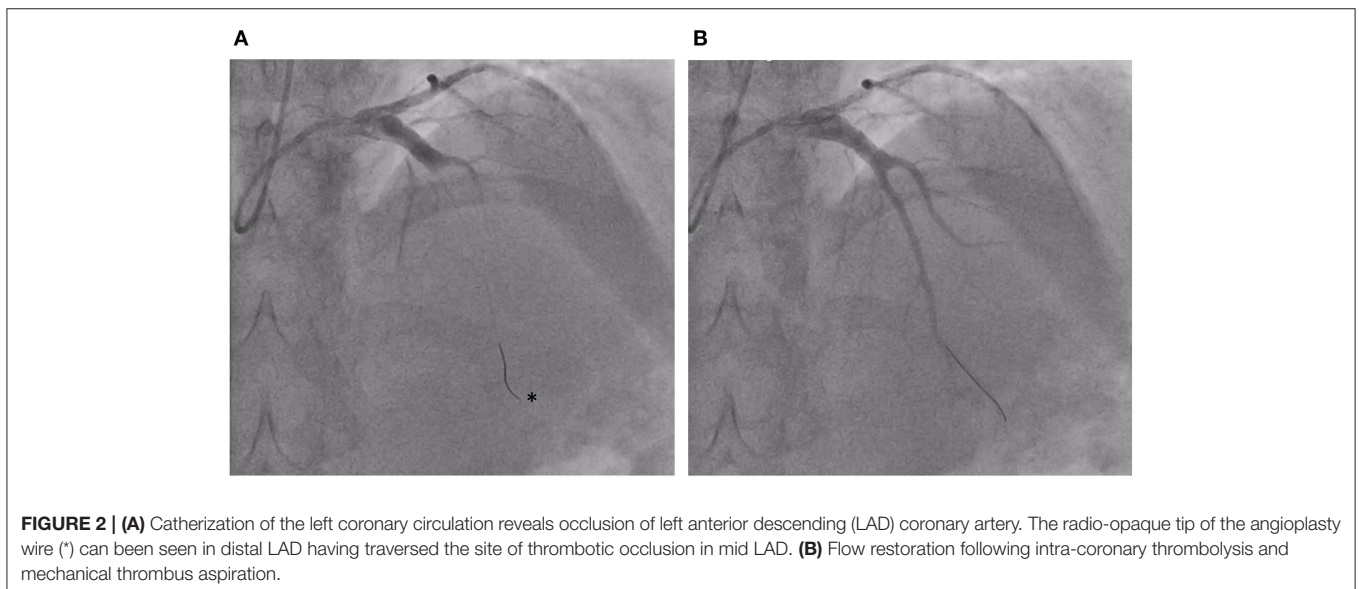 A
B
*
FIGURE 2 | (A) Catherization of the left coronary circulation reveals occlusion of left anterior descending (LAD) coronary artery. The radio-opaque tip of the angioplasty
wire (*) can been seen in distal LAD having traversed the site of thrombotic occlusion in mid LAD. (B) Flow restoration following intra-coronary thrombolysis and
mechanical thrombus aspiration.